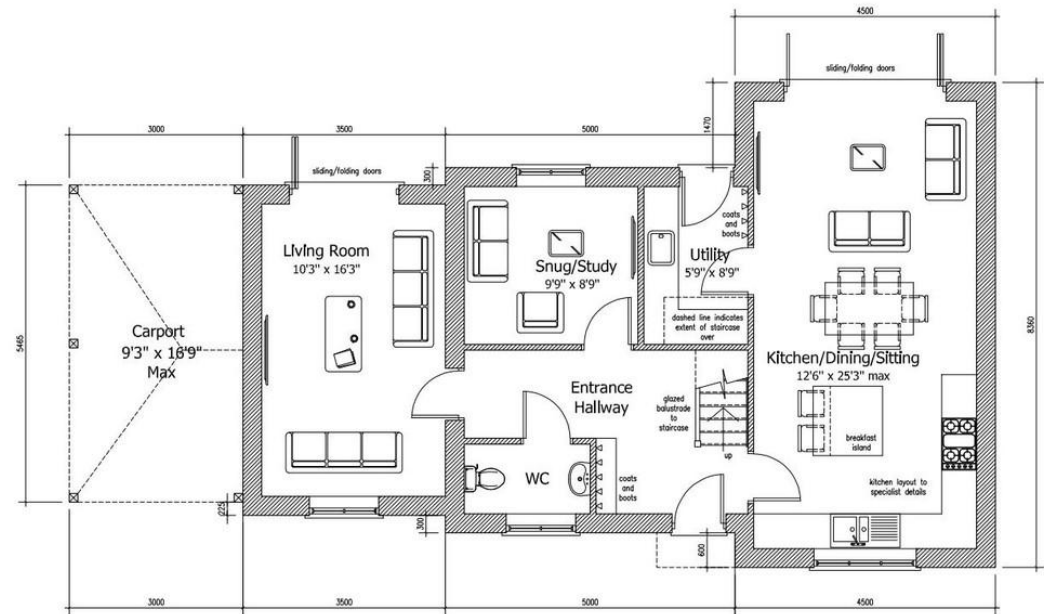 4500
sliding/folding doors
3000
3500
5000
1470
sliding/folding doors
300
coats
and
boots
Living Room
10'3" x 16'3"
Snug/Study
9'9" x 8'9"
Utility
5'9" x 8'9"
dashed line indicates
extent of staircase
over
5465
Carport
9'3" x 16'9"
Max
8360
Kitchen/Dining/Sitting
12'6" x 25'3" max
Entrance
Hallway
glazed
balustrade
to
staircase
up
breakfast
island
WC
coats
and
boots
kitchen layout to
specialist details
225
300
600
3000
3500
5000
4500